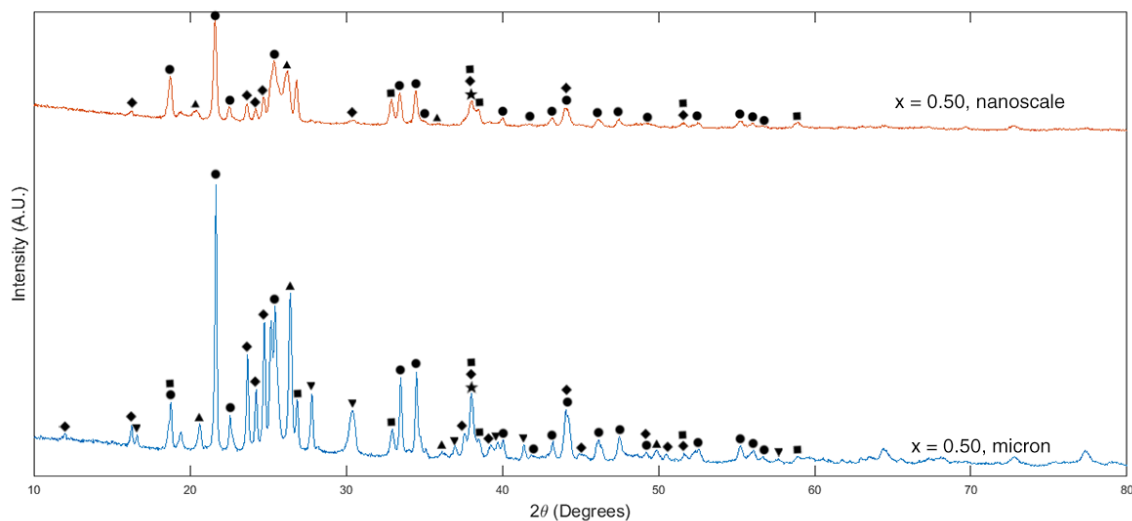 x = 0.50, nanoscale
Intensity (A.U.)
x = 0.50, micron
10 20 30 40 50 60 70 80
2θ (Degrees)